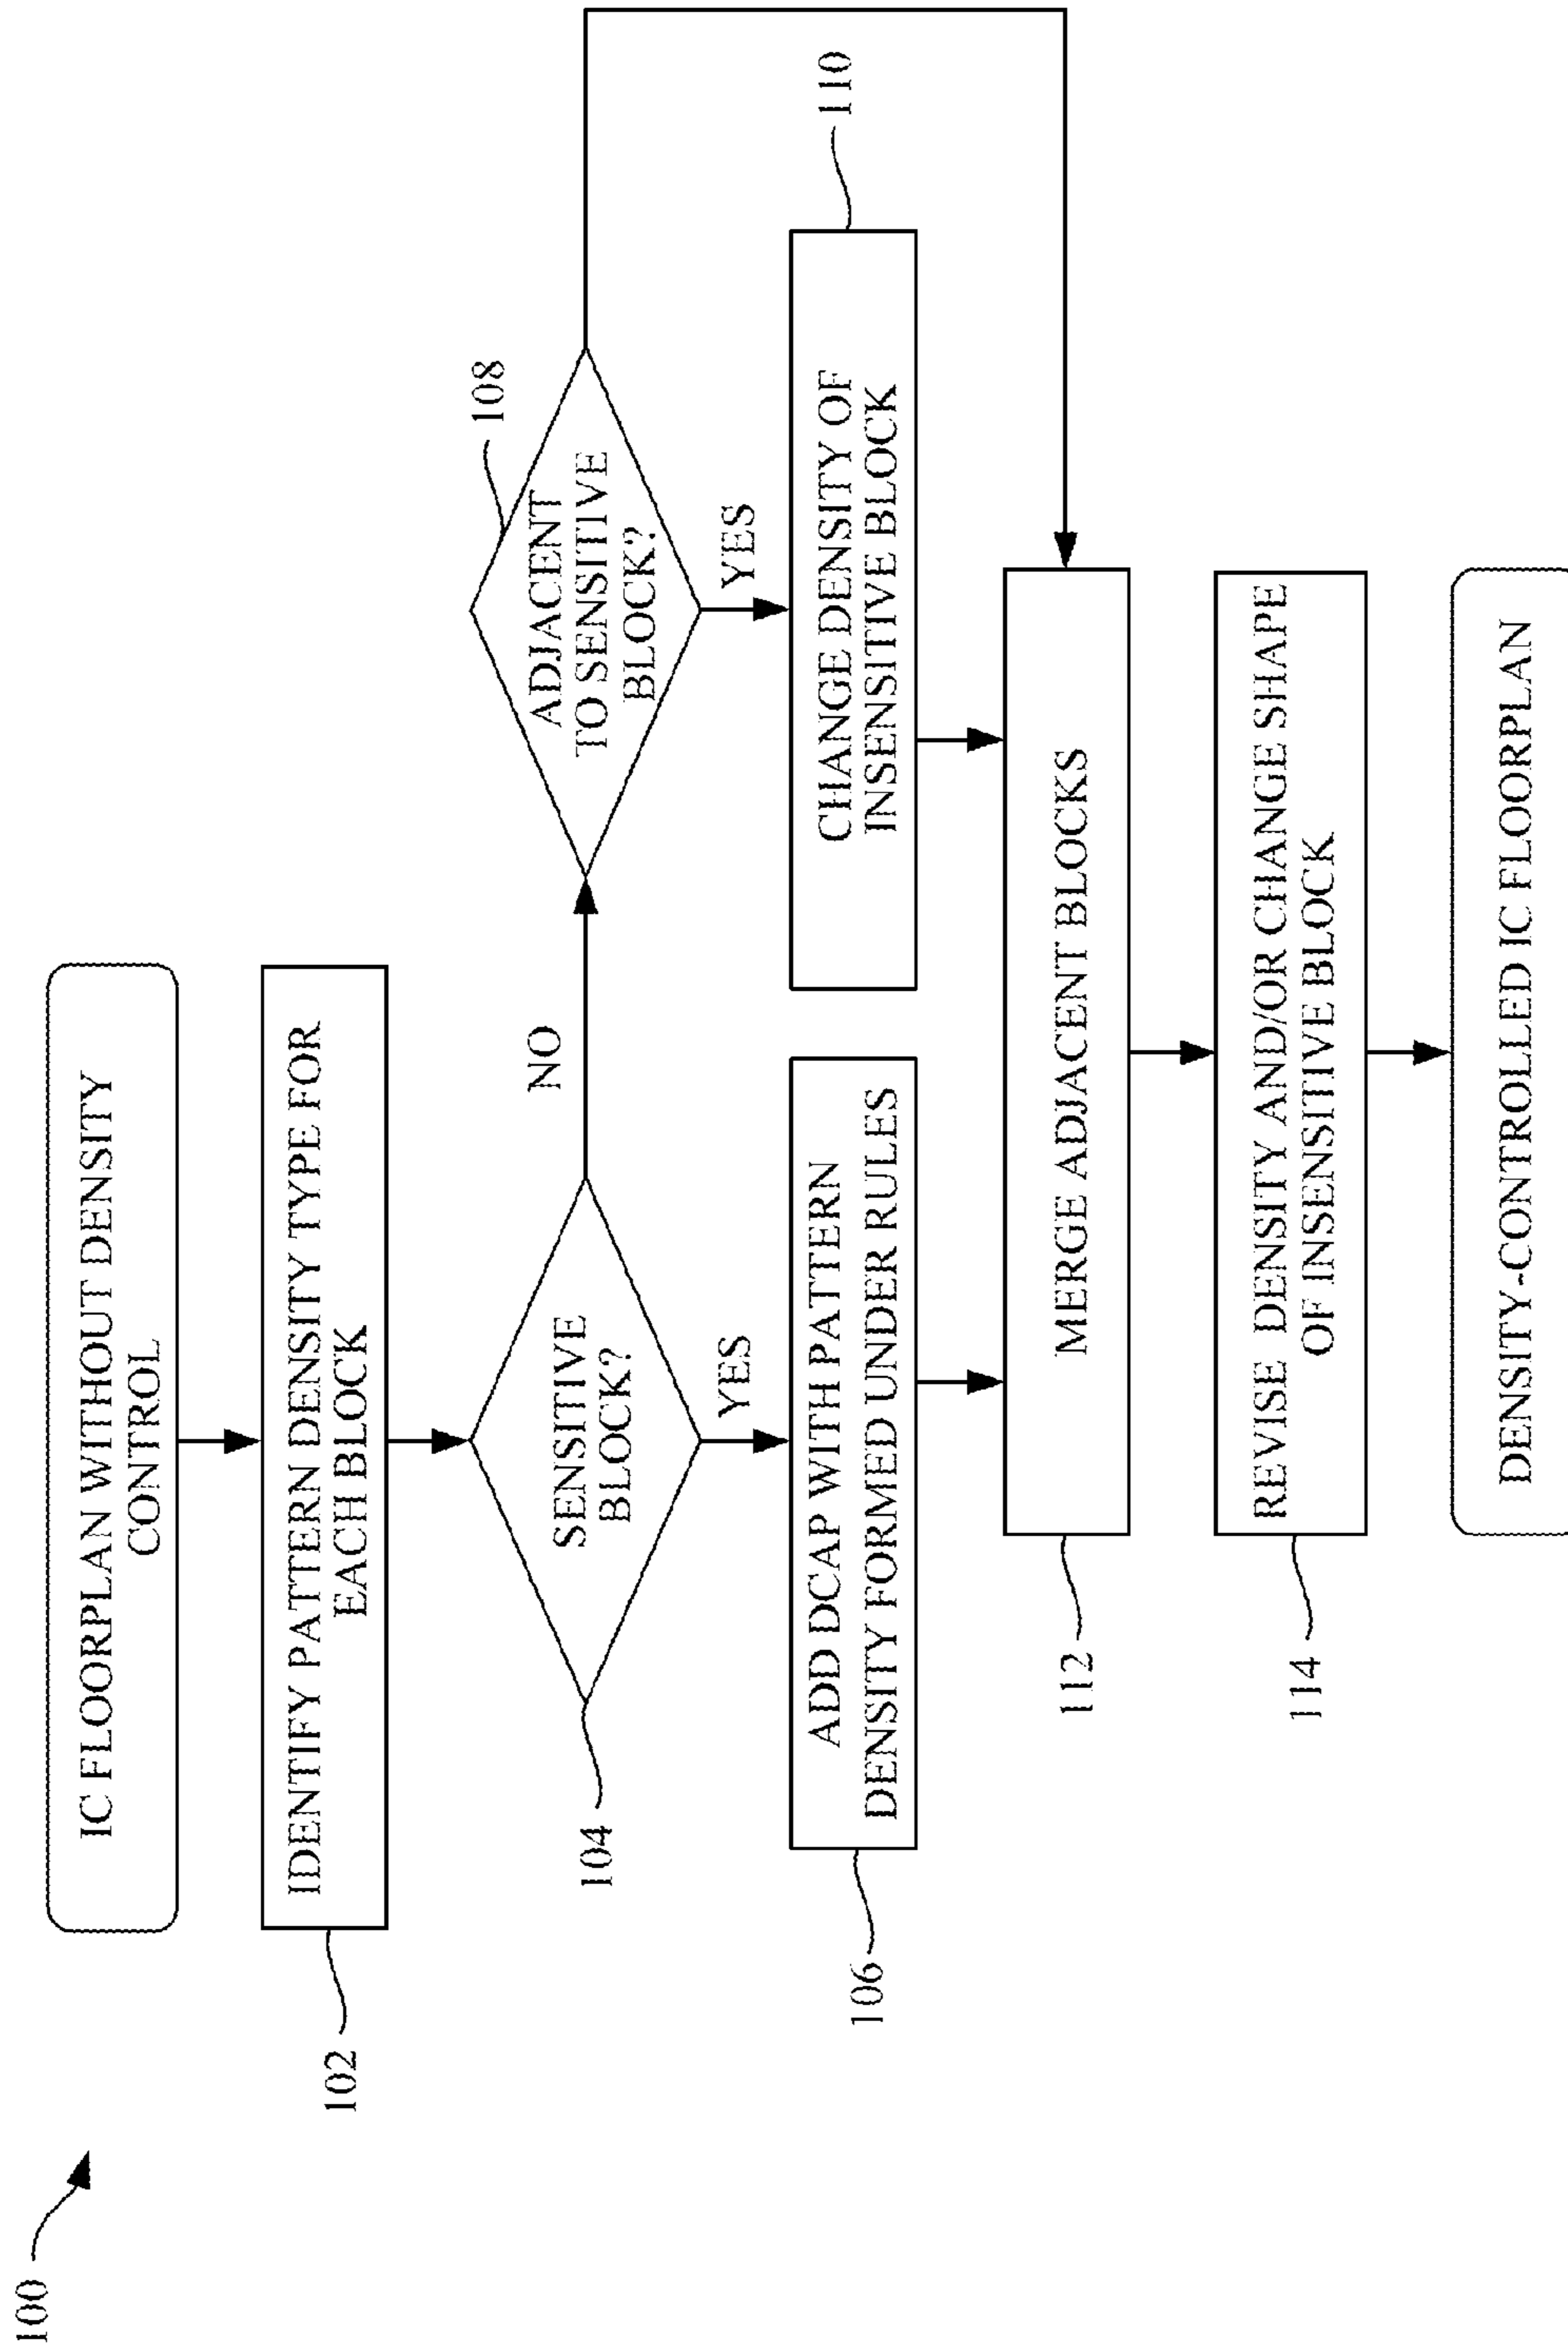 100
IC FLOORPLAN WITHOUT DENSITY
CONTROL
102
IDENTIFY PATTERN DENSITY TYPE FOR
EACH BLOCK
104
SENSITIVE
BLOCK?
NO
YES
108
ADJACENT
TO SENSITIVE
BLOCK?
YES
106
ADD DCAP WITH PATTERN
DENSITY FORMED UNDER RULES
110
CHANGE DENSITY OF
INSENSITIVE BLOCK
112
MERGE ADJACENT BLOCKS
114
REVISE DENSITY AND/OR CHANGE SHAPE
OF INSENSITIVE BLOCK
DENSITY-CONTROLLED IC FLOORPLAN